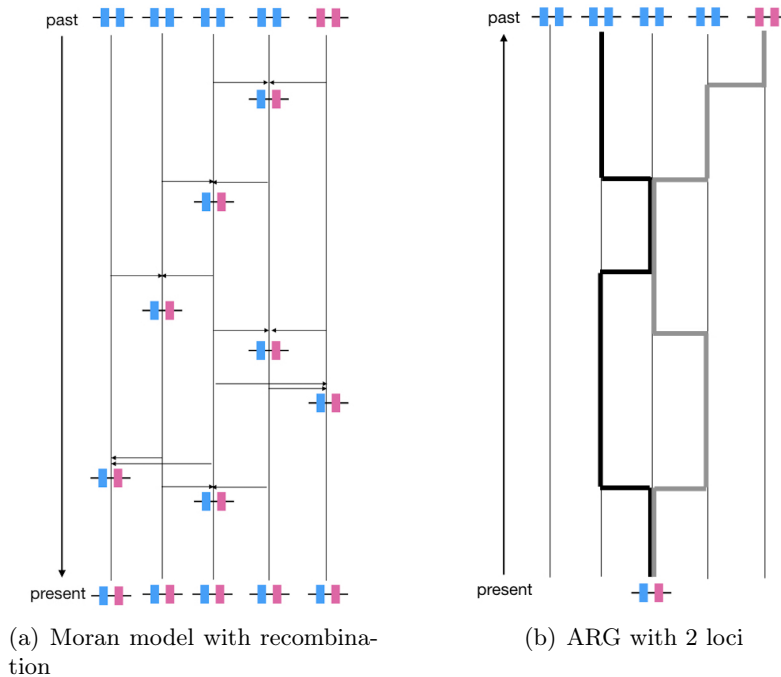 past
present
(a) Moran model with recombina-
tion
past
present
(b) ARG with 2 loci